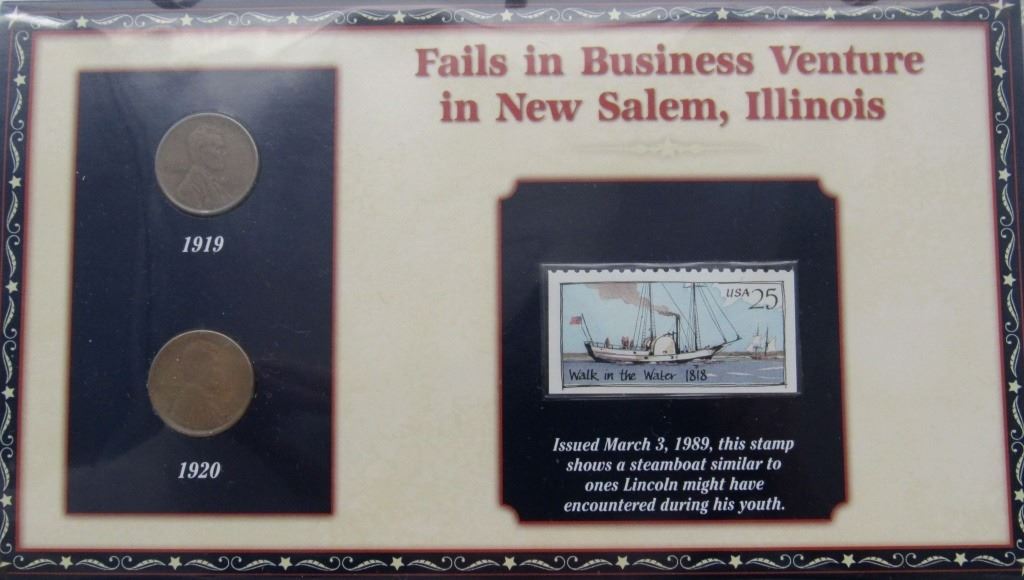 Fails in Business Venture
in New Salem, Illinois
1919
1920
USA 25
Walk in the Water 1818
Issued March 3, 1989, this stamp
shows a steamboat similar to
ones Lincoln might have
encountered during his youth.